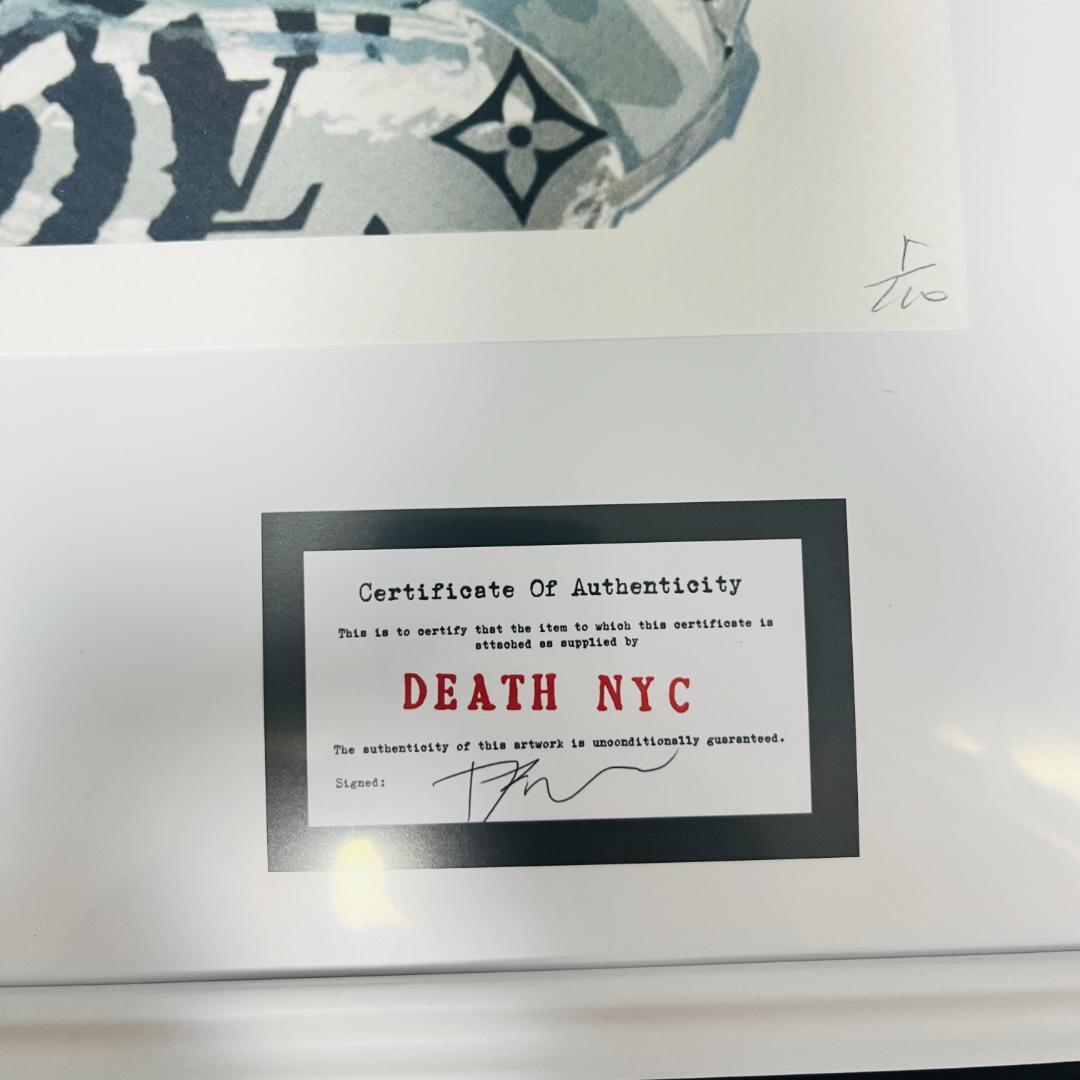 LV
Certificate Of Authenticity
This is to certify that the item to which this certificate is
attached as supplied by
DEATH NYC
The authenticity of this artwork is unconditionally guaranteed.
Signed: